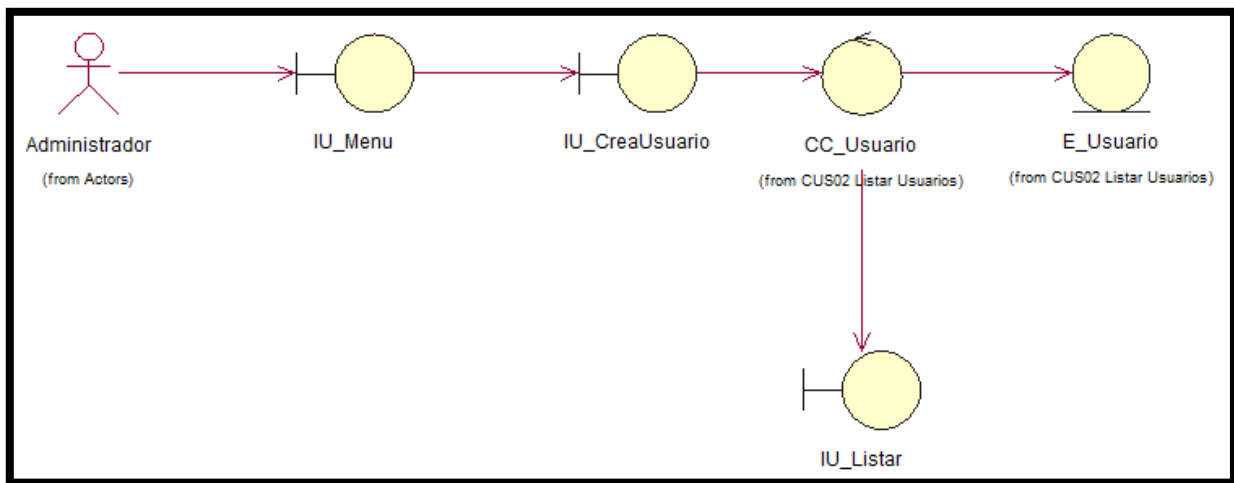 Administrador
(from Actors)
IU_Menu
IU_CreaUsuario
CC_Usuario
(from CUS02 Listar Usuarios)
E_Usuario
(from CUS02 Listar Usuarios)
IU_Listar